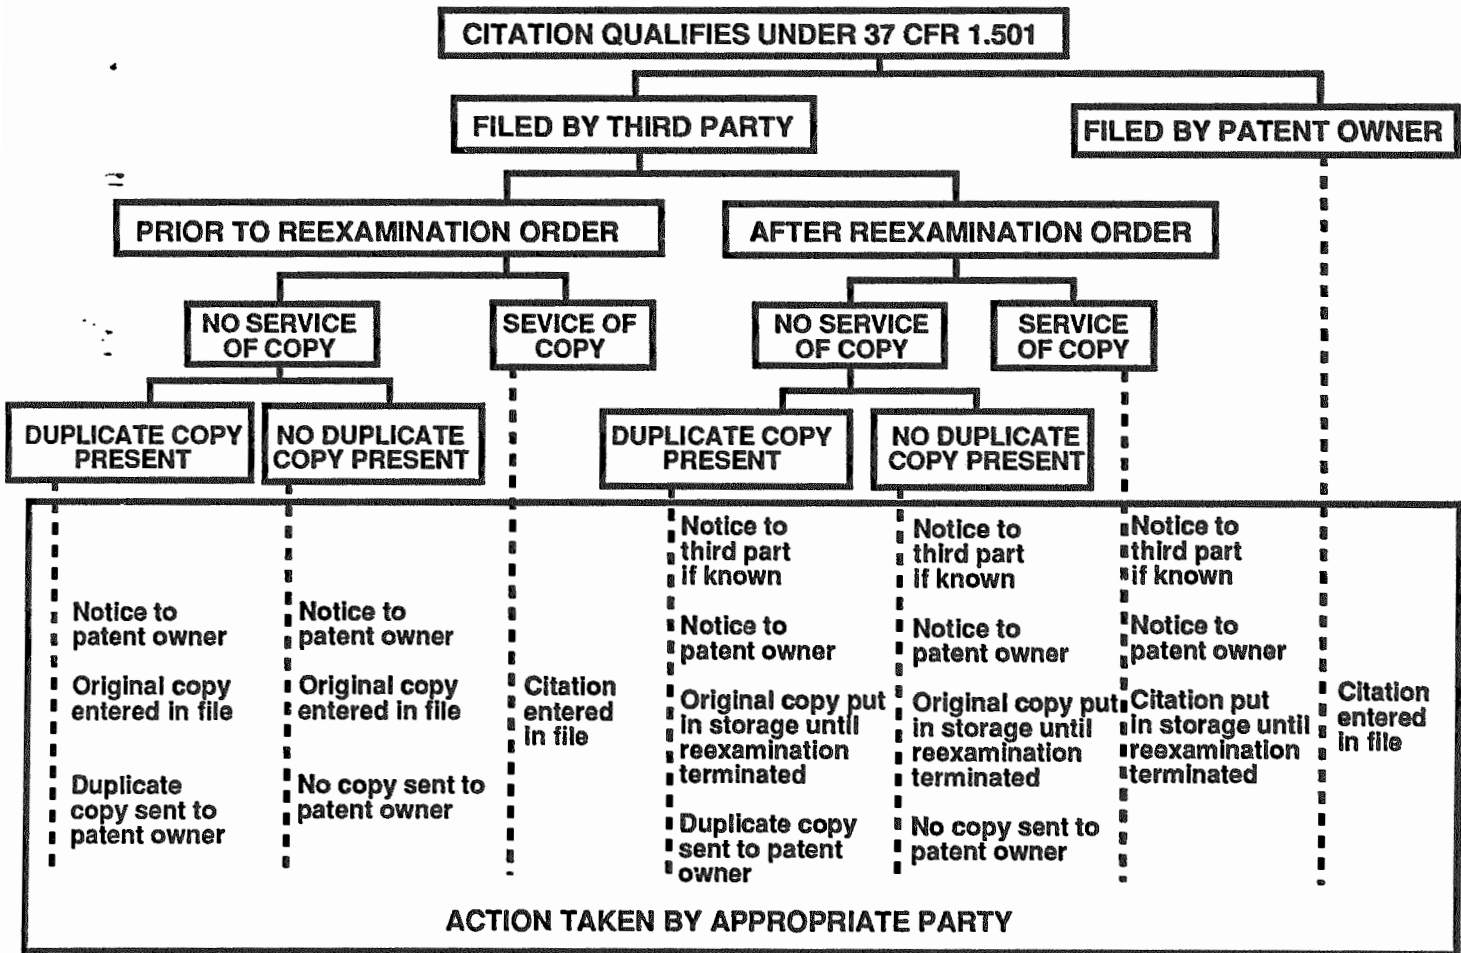 CITATION QUALIFIES UNDER 37 CFR 1.501
FILED BY THIRD PARTY
FILED BY PATENT OWNER
PRIOR TO REEXAMINATION ORDER
AFTER REEXAMINATION ORDER
NO SERVICE
OF COPY
SEVICE OF
COPY
NO SERVICE
OF COPY
SERVICE
OF COPY
DUPLICATE COPY
PRESENT
NO DUPLICATE
COPY PRESENT
DUPLICATE COPY
PRESENT
NO DUPLICATE
COPY PRESENT
Notice to
patent owner
Original copy
entered in file
Duplicate
copy sent to
patent owner
Notice to
patent owner
Original copy
entered in file
No copy sent to
patent owner
Citation
entered
in file
Notice to
third part
if known
Notice to
patent owner
Original copy put
in storage until
reexamination
terminated
Duplicate copy
sent to patent
owner
Notice to
third part
if known
Notice to
patent owner
Original copy put
in storage until
reexamination
terminated
No copy sent to
patent owner
Notice to
third part
if known
Notice to
patent owner
Citation put
in storage until
reexamination
terminated
Citation
entered
in file
ACTION TAKEN BY APPROPRIATE PARTY